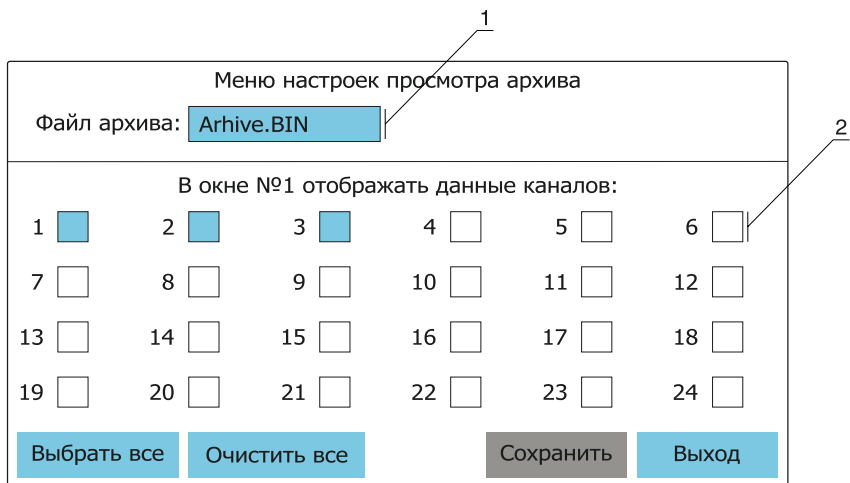 1
Меню настроек просмотра архива
Файл архива: Arhive.BIN
2
В окне №1 отображать данные каналов:
1 2 3 4 5 6
7 8 9 10 11 12
13 14 15 16 17 18
19 20 21 22 23 24
Выбрать все Очистить все Сохранить Выход